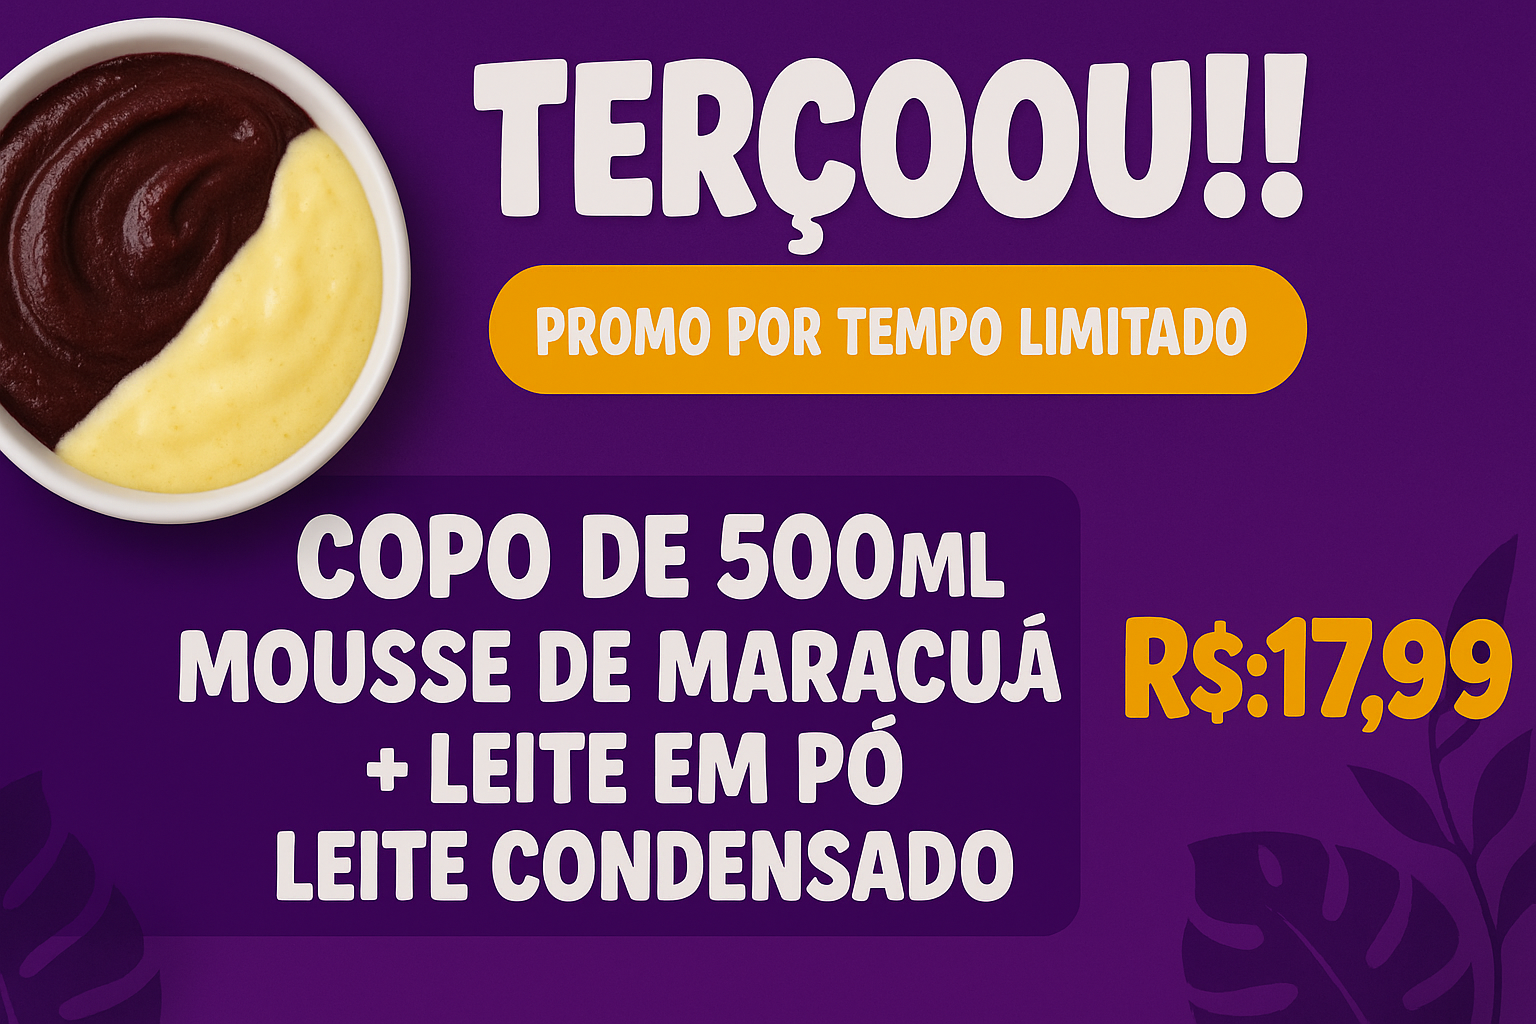 TERÇOOU!!
PROMO POR TEMPO LIMITADO
COPO DE 500ML
MOUSSE DE MARACUÁ
+ LEITE EM PÓ
LEITE CONDENSADO
R$:17,99